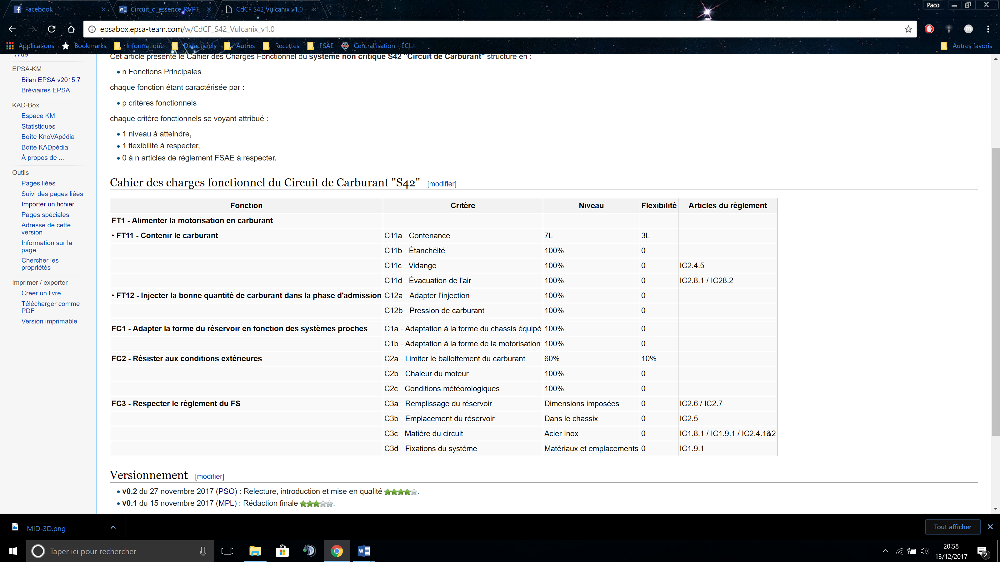 Facebook
Circuit_d_essence_RVP
CdCF S42 Vulcanix v1.0
Paco
epsabox.epsa-team.com/w/CdCF_S42_Vulcanix_v1.0
Applications
Bookmarks
Informatique
Didacticiels
Autres
Recettes
FSAE
Central'isation - ÉCL
Autres favoris
Aide
EPSA-KM
Bilan EPSA v2015.7
Bréviaires EPSA
KAD-Box
Espace KM
Statistiques
Boîte KnoVApédia
Boîte KADpédia
À propos de ...
Outils
Pages liées
Suivi des pages liées
Importer un fichier
Pages spéciales
Adresse de cette
version
Information sur la
page
Chercher les
propriétés
Imprimer / exporter
Créer un livre
Télécharger comme
PDF
Version imprimable
Cet article présente le Cahier des Charges Fonctionnel du système non critique S42 "Circuit de Carburant" structuré en :
• n Fonctions Principales
chaque fonction étant caractérisée par :
• p critères fonctionnels
chaque critère fonctionnels se voyant attribué :
• 1 niveau à atteindre,
• 1 flexibilité à respecter,
• 0 à n articles de règlement FSAE à respecter.
Cahier des charges fonctionnel du Circuit de Carburant "S42" [modifier]
Fonction Critère Niveau Flexibilité Articles du règlement
FT1 - Alimenter la motorisation en carburant
• FT11 - Contenir le carburant C11a - Contenance 7L 3L
C11b - Étanchéité 100% 0
C11c - Vidange 100% 0 IC2.4.5
C11d - Évacuation de l'air 100% 0 IC2.8.1 / IC28.2
• FT12 - Injecter la bonne quantité de carburant dans la phase d'admission C12a - Adapter l'injection 100% 0
C12b - Pression de carburant 100% 0
FC1 - Adapter la forme du réservoir en fonction des systèmes proches C1a - Adaptation à la forme du chassis équipé 100% 0
C1b - Adaptation à la forme de la motorisation 100% 0
FC2 - Résister aux conditions extérieures C2a - Limiter le ballottement du carburant 60% 10%
C2b - Chaleur du moteur 100% 0
C2c - Conditions météorologiques 100% 0
FC3 - Respecter le règlement du FS C3a - Remplissage du réservoir Dimensions imposées 0 IC2.6 / IC2.7
C3b - Emplacement du réservoir Dans le chassix 0 IC2.5
C3c - Matière du circuit Acier Inox 0 IC1.8.1 / IC1.9.1 / IC2.4.1&2
C3d - Fixations du système Matériaux et emplacements 0 IC1.9.1
Versionnement [modifier]
• v0.2 du 27 novembre 2017 (PSO) : Relecture, introduction et mise en qualité .
• v0.1 du 15 novembre 2017 (MPL) : Rédaction finale .
MID-3D.png
Tout afficher
Taper ici pour rechercher
20:58
13/12/2017
2